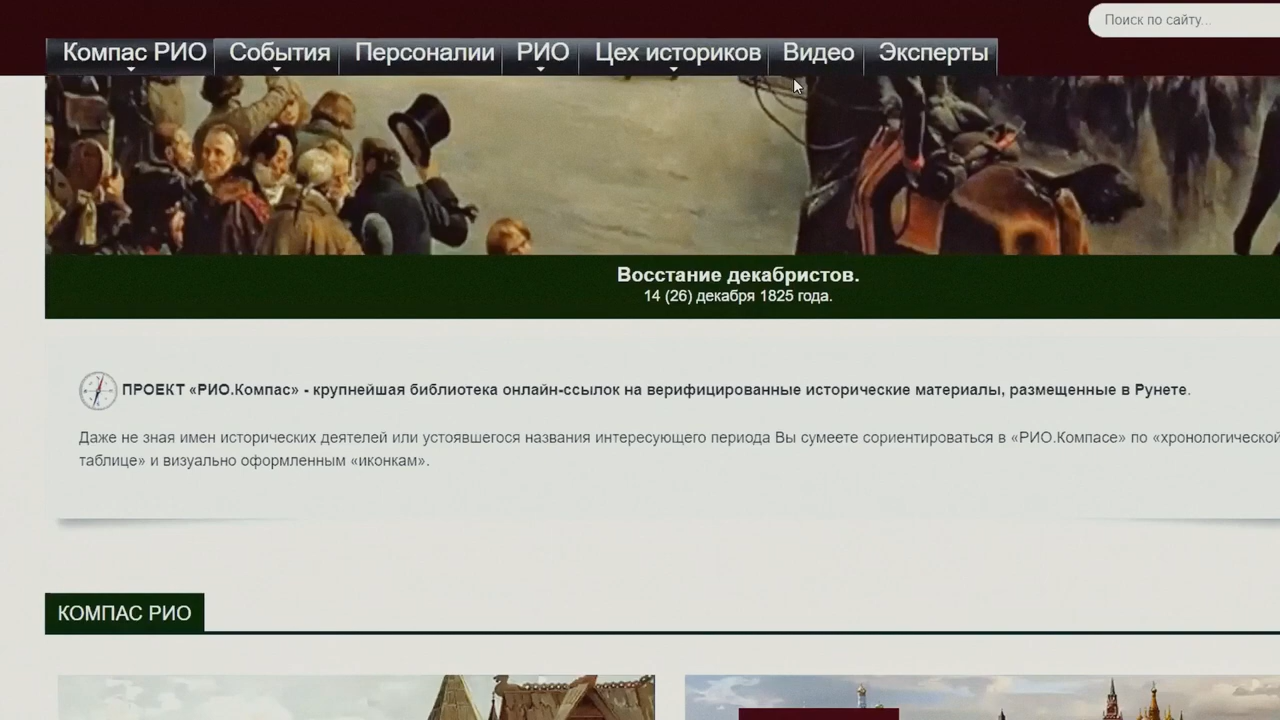 Поиск по сайту...
Компас РИО События Персоналии РИО Цех историков Видео Эксперты
Восстание декабристов.
14 (26) декабря 1825 года.
ПРОЕКТ «РИО.Компас» - крупнейшая библиотека онлайн-ссылок на верифицированные исторические материалы, размещенные в Рунете.
Даже не зная имен исторических деятелей или устоявшегося названия интересующего периода Вы сумеете сориентироваться в «РИО.Компасе» по «хронологической
таблице» и визуально оформленным «иконкам».
КОМПАС РИО